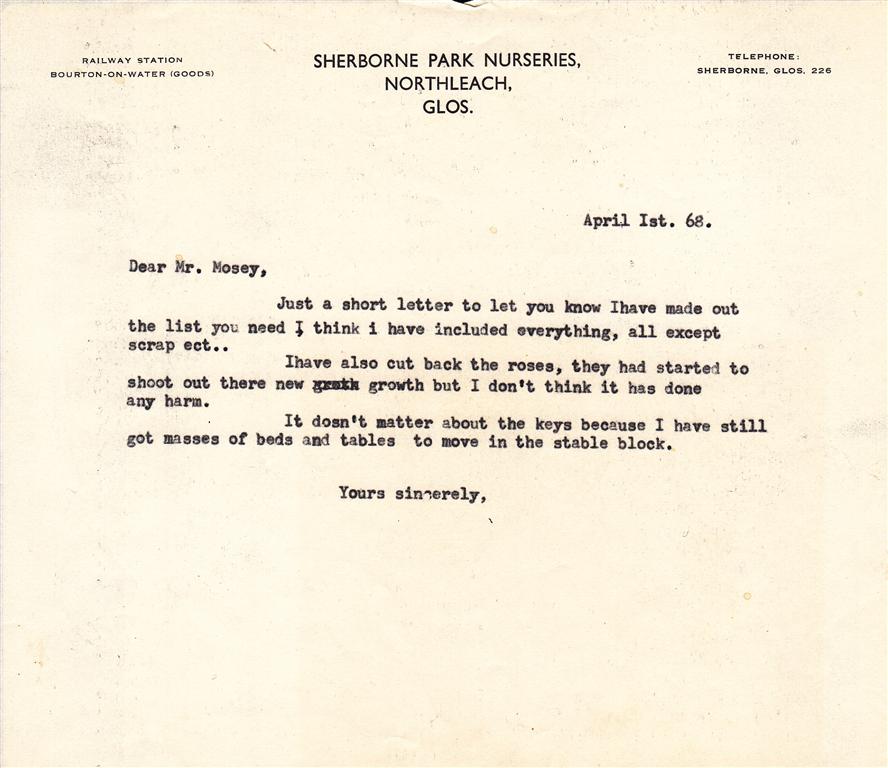 RAILWAY STATION
BOURTON-ON-WATER (GOODS)
SHERBORNE PARK NURSERIES,
NORTHLEACH,
GLOS.
TELEPHONE:
SHERBORNE, GLOS, 226
April Ist. 68.
Dear Mr. Mosey,
Just a short letter to let you know Ihave made out
the list you need I think i have included everything, all except
scrap ect..
Ihave also cut back the roses, they had started to
shoot out there new growth but I don't think it has done
any harm.
It dosn't matter about the keys because I have still
got masses of beds and tables to move in the stable block.
Yours sincerely,